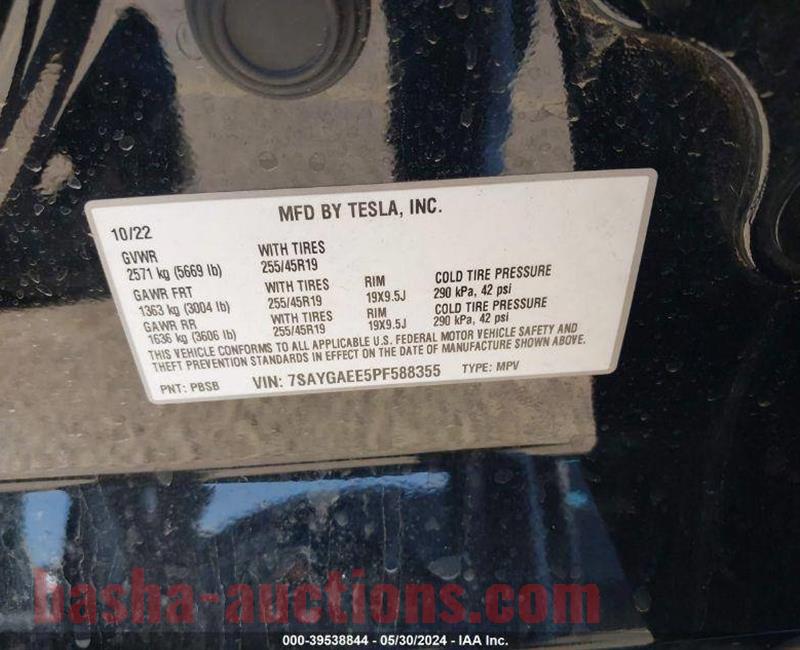 MFD BY TESLA, INC.
10/22
GVWR WITH TIRES
2571 kg (5669 lb) 255/45R19
GAWR FRT WITH TIRES RIM COLD TIRE PRESSURE
1363 kg (3004 lb) 255/45R19 19X9.5J 290 kPa, 42 psi
GAWR RR WITH TIRES RIM COLD TIRE PRESSURE
1636 kg (3606 lb) 255/45R19 19X9.5J 290 kPa, 42 psi
THIS VEHICLE CONFORMS TO ALL APPLICABLE U.S. FEDERAL MOTOR VEHICLE SAFETY AND
THEFT PREVENTION STANDARDS IN EFFECT ON THE DATE OF MANUFACTURE SHOWN ABOVE.
PNT: PBSB VIN: 7SAYGAEE5PF588355 TYPE: MPV
basha-auctions.com
000-39538844 - 05/30/2024 - IAA Inc.